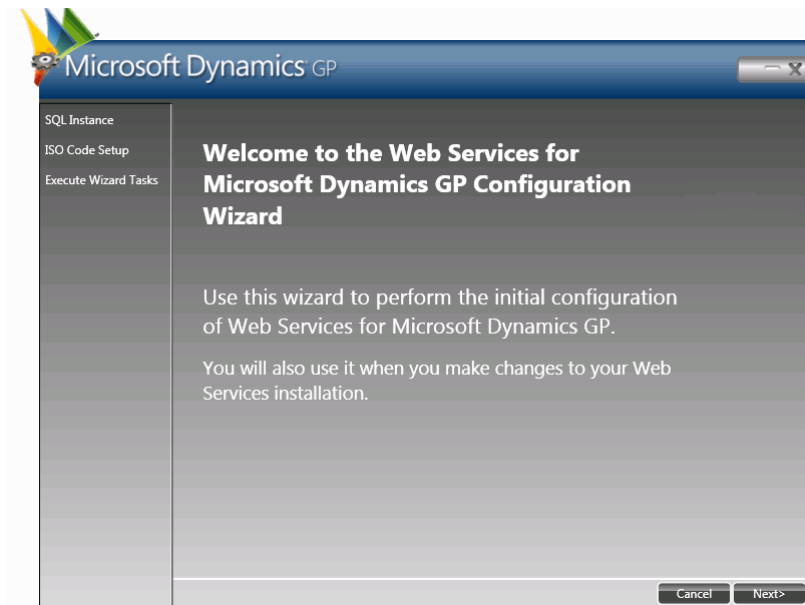 Microsoft Dynamics GP
SQL Instance
ISO Code Setup
Execute Wizard Tasks
Welcome to the Web Services for
Microsoft Dynamics GP Configuration
Wizard
Use this wizard to perform the initial configuration
of Web Services for Microsoft Dynamics GP.
You will also use it when you make changes to your Web
Services installation.
Cancel
Next>